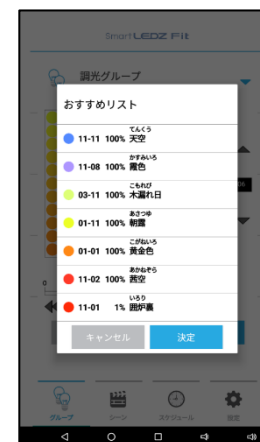 Smart LEDZ Fit
調光グループ
おすすめリスト
てんくう
11-11 100% 天空
かすみいろ
11-08 100% 霞色
こもれび
03-11 100% 木漏れ日
あさつゆ
01-11 100% 朝露
こがねいろ
01-01 100% 黄金色
あかねぞら
11-02 100% 茜空
いろり
11-01 1% 囲炉裏
キャンセル 決定
グループ シーン スケジュール 設定